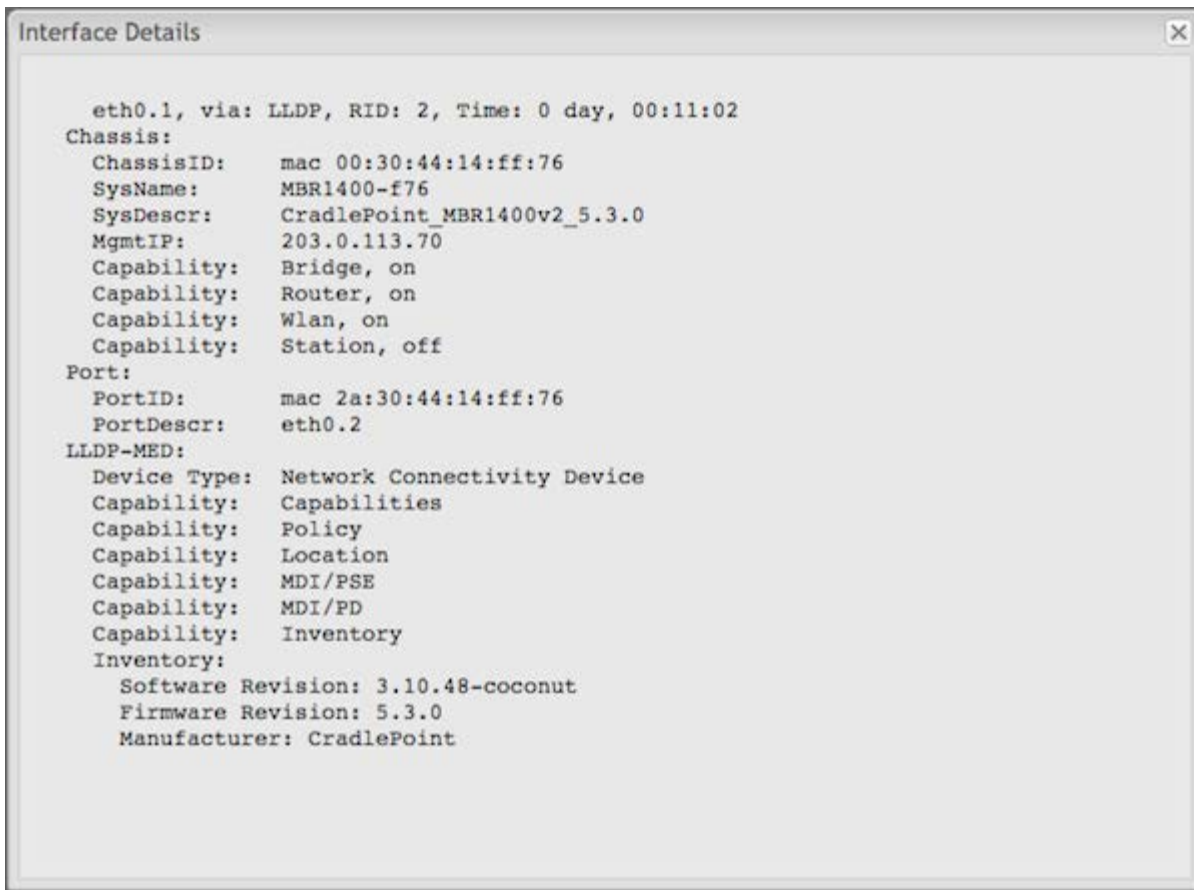 Interface Details
eth0.1, via: LLDP, RID: 2, Time: 0 day, 00:11:02
Chassis:
ChassisID: mac 00:30:44:14:ff:76
SysName: MBR1400-f76
SysDescr: CradlePoint_MBR1400v2_5.3.0
MgmtIP: 203.0.113.70
Capability: Bridge, on
Capability: Router, on
Capability: Wlan, on
Capability: Station, off
Port:
PortID: mac 2a:30:44:14:ff:76
PortDescr: eth0.2
LLDP-MED:
Device Type: Network Connectivity Device
Capability: Capabilities
Capability: Policy
Capability: Location
Capability: MDI/PSE
Capability: MDI/PD
Capability: Inventory
Inventory:
Software Revision: 3.10.48-coconut
Firmware Revision: 5.3.0
Manufacturer: CradlePoint